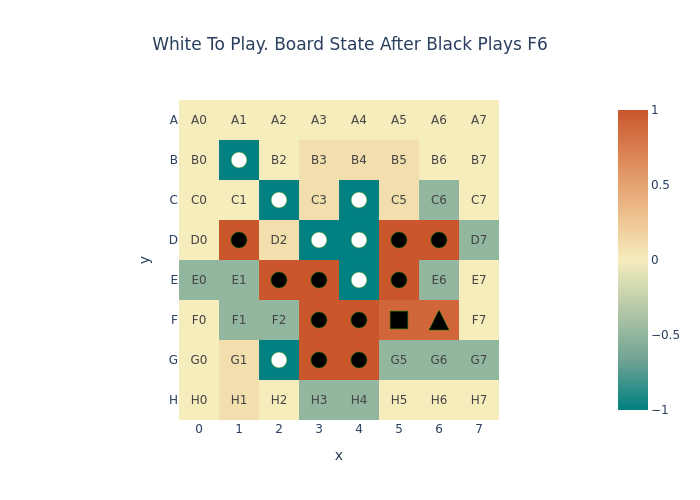 White To Play. Board State After Black Plays F6
A A0 A1 A2 A3 A4 A5 A6 A7
B B0 B2 B3 B4 B5 B6 B7
C C0 C1 C3 C5 C6 C7
D D0 D2 D7
E E0 E1 E6 E7
F F0 F1 F2 F7
G G0 G1 G5 G6 G7
H H0 H1 H2 H3 H4 H5 H6 H7
0 1 2 3 4 5 6 7
x
y
1
0.5
0
−0.5
−1